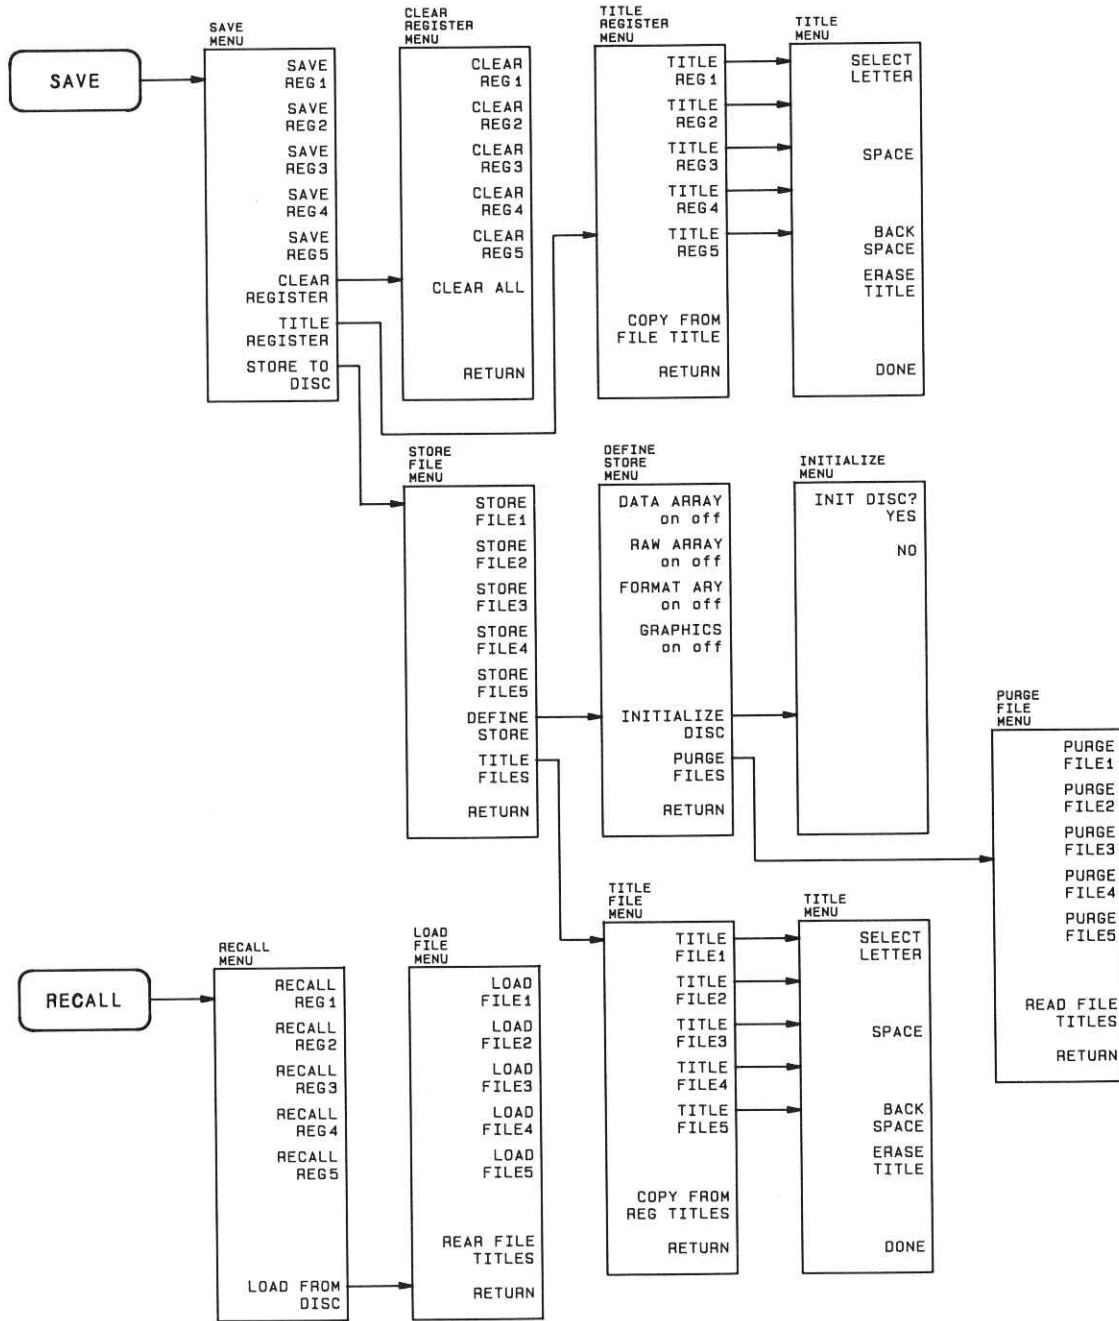 SAVE
SAVE
MENU
SAVE
REG1
SAVE
REG2
SAVE
REG3
SAVE
REG4
SAVE
REG5
CLEAR
REGISTER
TITLE
REGISTER
STORE TO
DISC
CLEAR
REGISTER
MENU
CLEAR
REG1
CLEAR
REG2
CLEAR
REG3
CLEAR
REG4
CLEAR
REG5
CLEAR ALL
RETURN
TITLE
REGISTER
MENU
TITLE
REG1
TITLE
REG2
TITLE
REG3
TITLE
REG4
TITLE
REG5
COPY FROM
FILE TITLE
RETURN
TITLE
MENU
SELECT
LETTER
SPACE
BACK
SPACE
ERASE
TITLE
DONE
STORE
FILE
MENU
STORE
FILE1
STORE
FILE2
STORE
FILE3
STORE
FILE4
STORE
FILE5
DEFINE
STORE
TITLE
FILES
RETURN
DEFINE
STORE
MENU
DATA ARRAY
on off
RAW ARRAY
on off
FORMAT ARY
on off
GRAPHICS
on off
INITIALIZE
DISC
PURGE
FILES
RETURN
INITIALIZE
MENU
INIT DISC?
YES
NO
PURGE
FILE
MENU
PURGE
FILE1
PURGE
FILE2
PURGE
FILE3
PURGE
FILE4
PURGE
FILE5
READ FILE
TITLES
RETURN
RECALL
RECALL
MENU
RECALL
REG1
RECALL
REG2
RECALL
REG3
RECALL
REG4
RECALL
REG5
LOAD FROM
DISC
LOAD
FILE
MENU
LOAD
FILE1
LOAD
FILE2
LOAD
FILE3
LOAD
FILE4
LOAD
FILE5
REAR FILE
TITLES
RETURN
TITLE
FILE
MENU
TITLE
FILE1
TITLE
FILE2
TITLE
FILE3
TITLE
FILE4
TITLE
FILE5
COPY FROM
REG TITLES
RETURN
TITLE
MENU
SELECT
LETTER
SPACE
BACK
SPACE
ERASE
TITLE
DONE